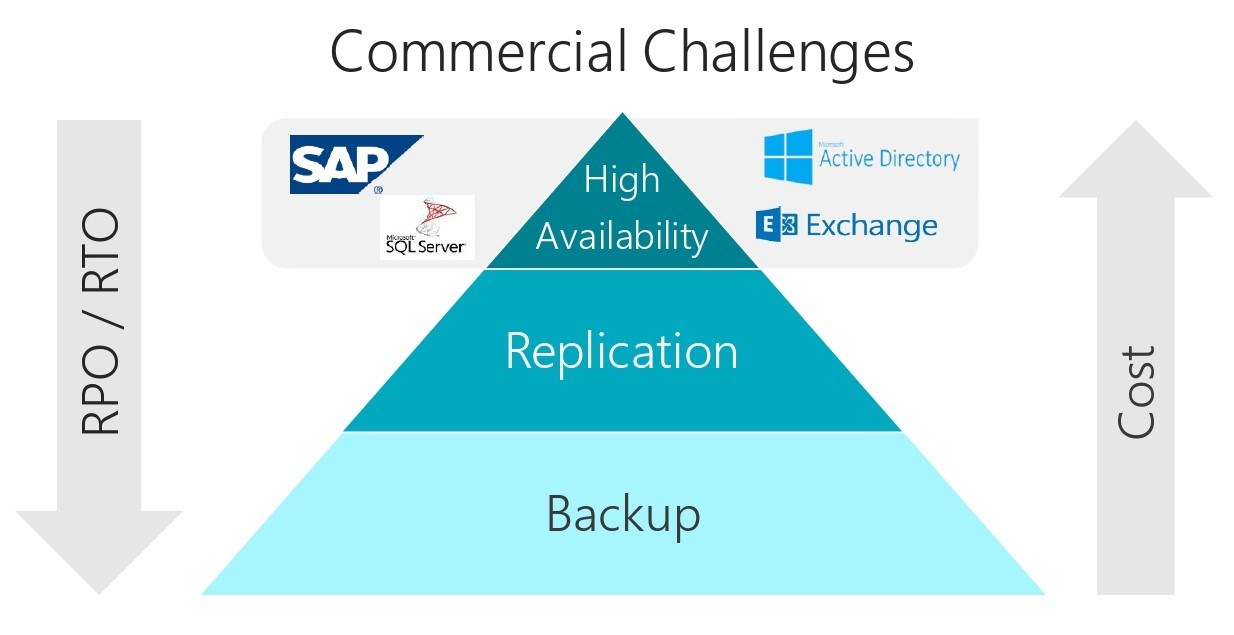 Commercial Challenges
SAP
®
Microsoft
SQL Server
High
Availability
Microsoft
Active Directory
E
Exchange
RPO / RTO
Replication
Cost
Backup